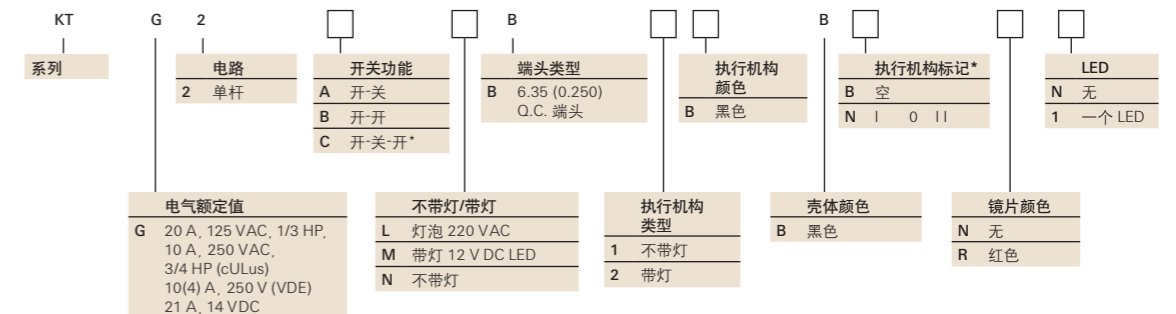 KT G 2 B B
系列
电路
2 单杆
开关功能
A 开-关
B 开-开
C 开-关-开*
端头类型
B 6.35 (0.250)
Q.C. 端头
执行机构
颜色
B 黑色
执行机构标记*
B 空
N I 0 II
LED
N 无
1 一个 LED
电气额定值
G 20 A, 125 VAC, 1/3 HP,
10 A, 250 VAC,
3/4 HP (cULus)
10(4) A, 250 V (VDE)
21 A, 14 VDC
不带灯/带灯
L 灯泡 220 VAC
M 带灯 12 V DC LED
N 不带灯
执行机构
类型
1 不带灯
2 带灯
壳体颜色
B 黑色
镜片颜色
N 无
R 红色